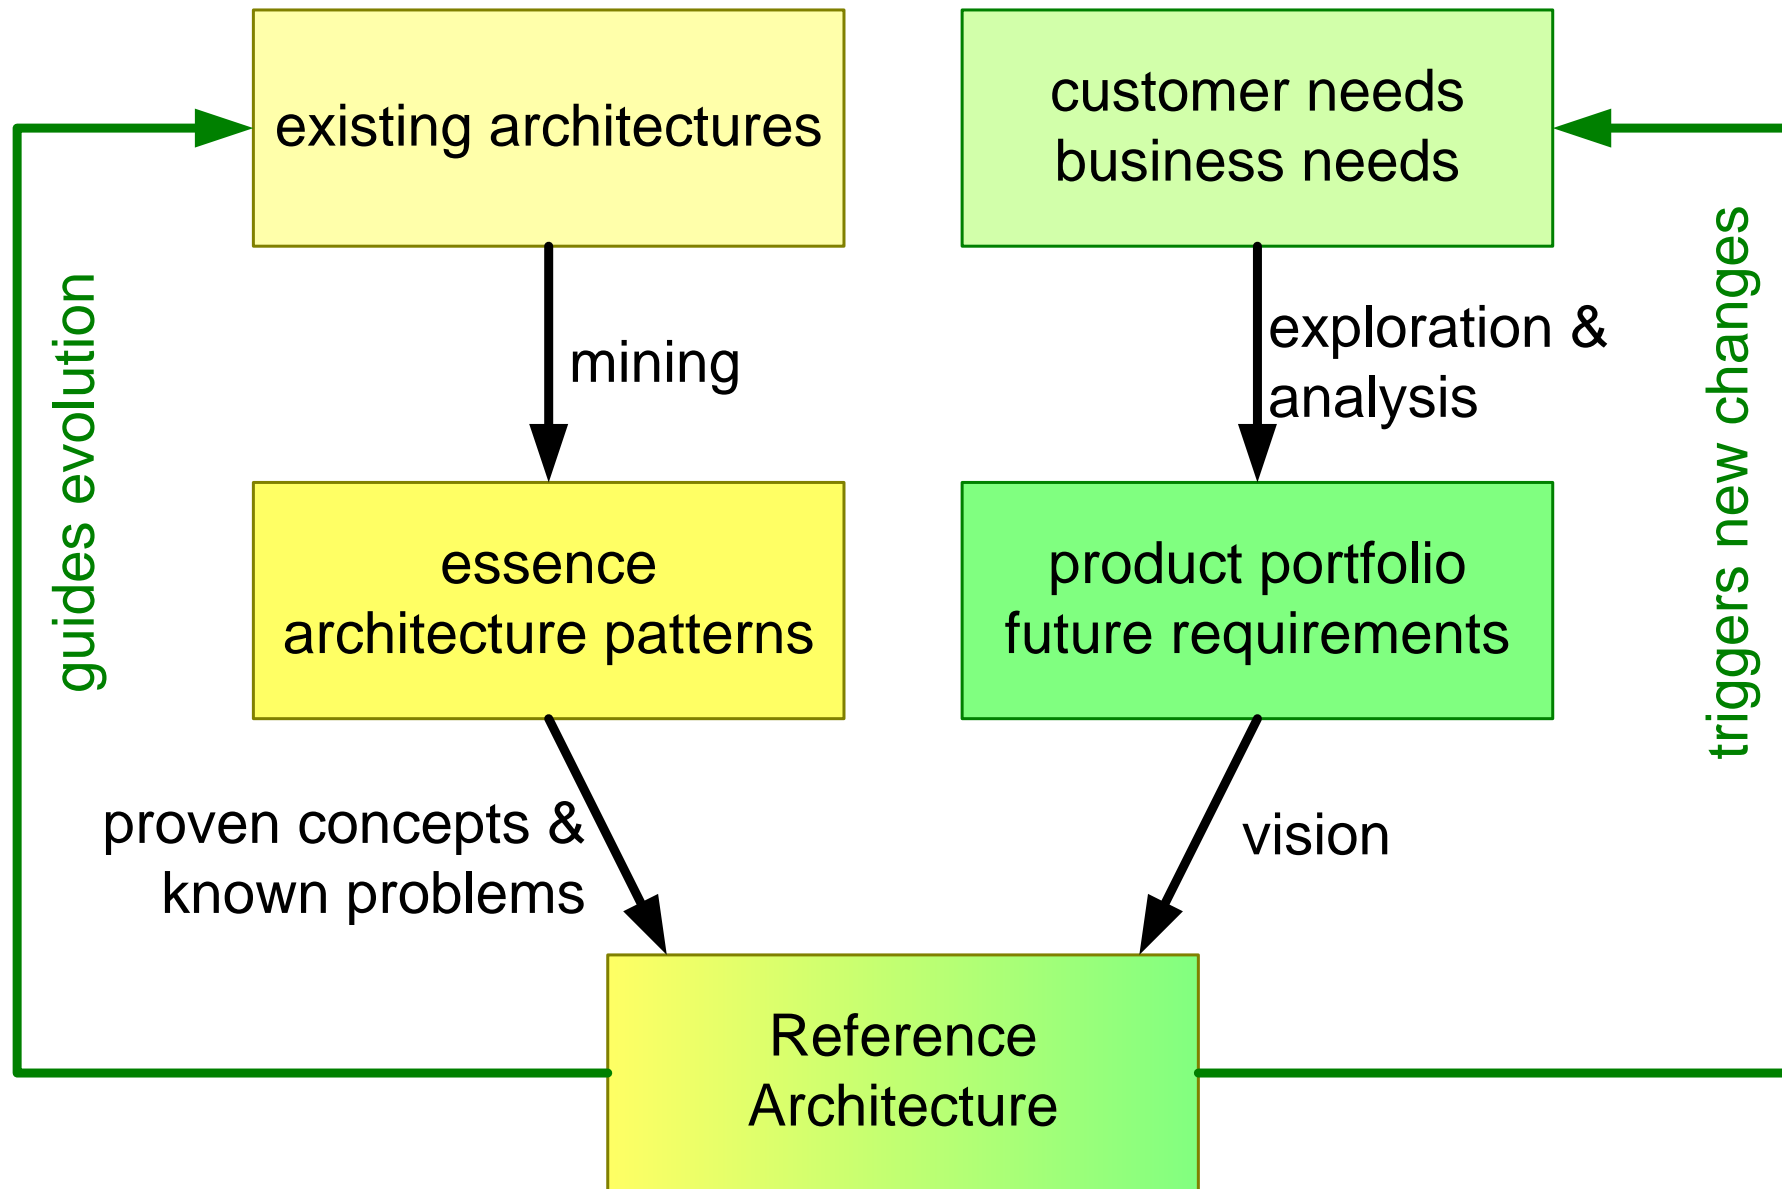 existing architectures
customer needs
business needs
guides evolution
mining
exploration &
analysis
triggers new changes
essence
architecture patterns
product portfolio
future requirements
proven concepts &
known problems
vision
Reference
Architecture